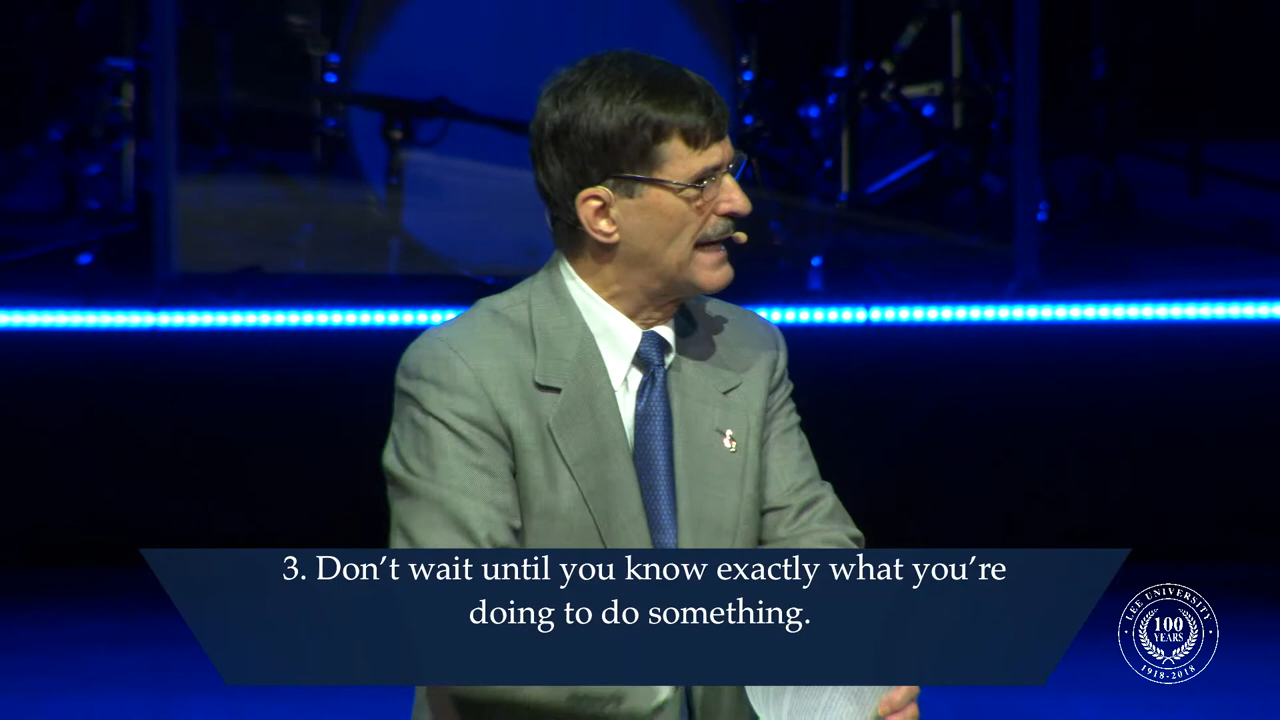 3. Don’t wait until you know exactly what you’re
doing to do something.
LEE UNIVERSITY
100
YEARS
1918-2018